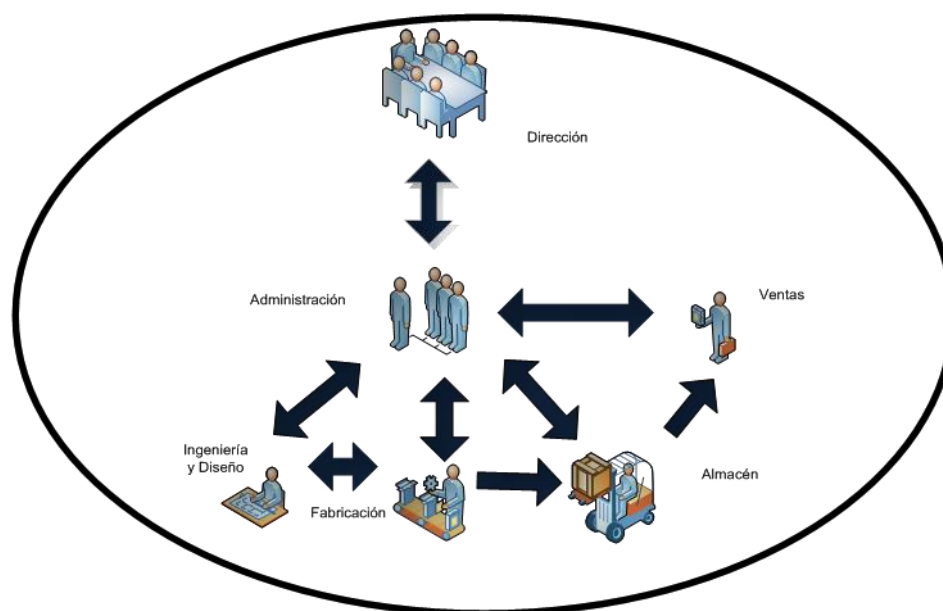 Dirección
Administración
Ventas
Ingeniería
y Diseño
Fabricación
Almacén